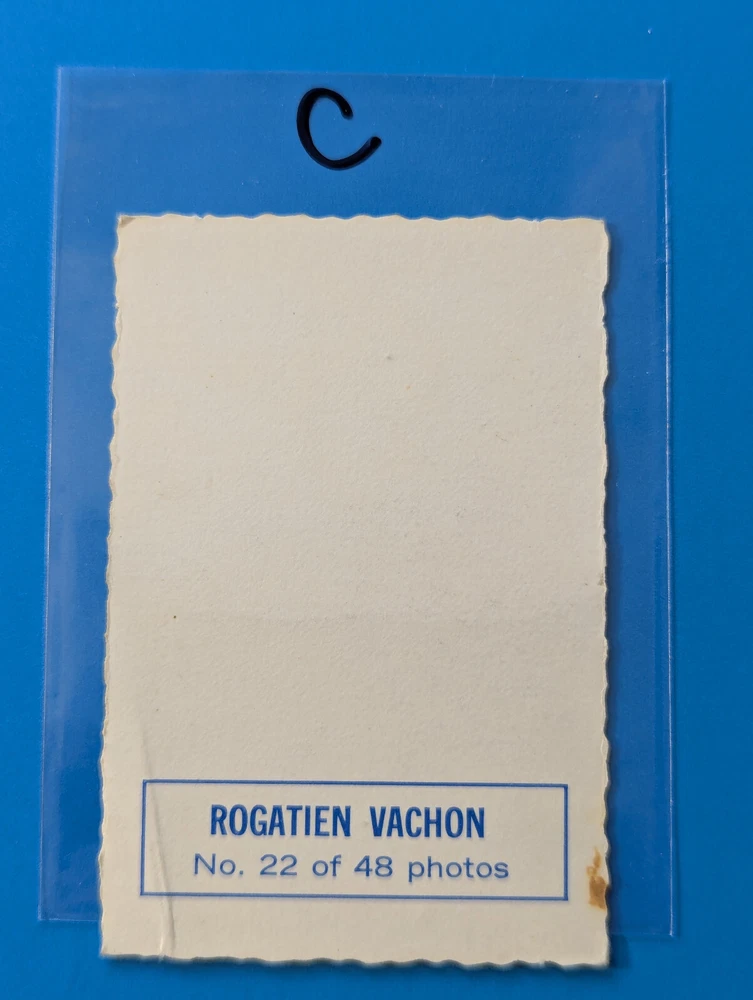 C
ROGATIEN VACHON
No. 22 of 48 photos